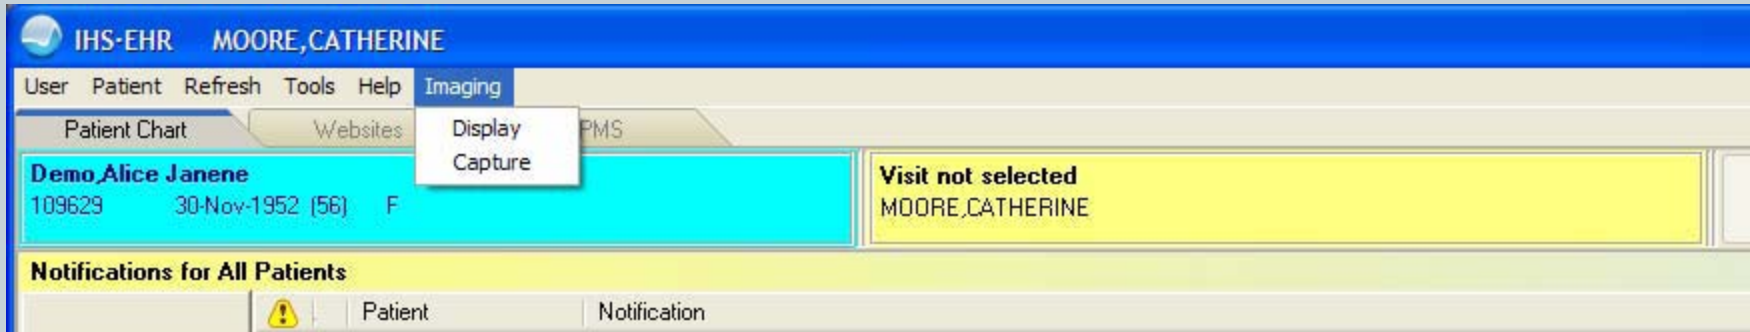 IHS-EHR MOORE,CATHERINE
User Patient Refresh Tools Help Imaging
Patient Chart Websites PMS
Display
Capture
Demo,Alice Janene
109629 30-Nov-1952 (56) F
Visit not selected
MOORE,CATHERINE
Notifications for All Patients
Patient Notification